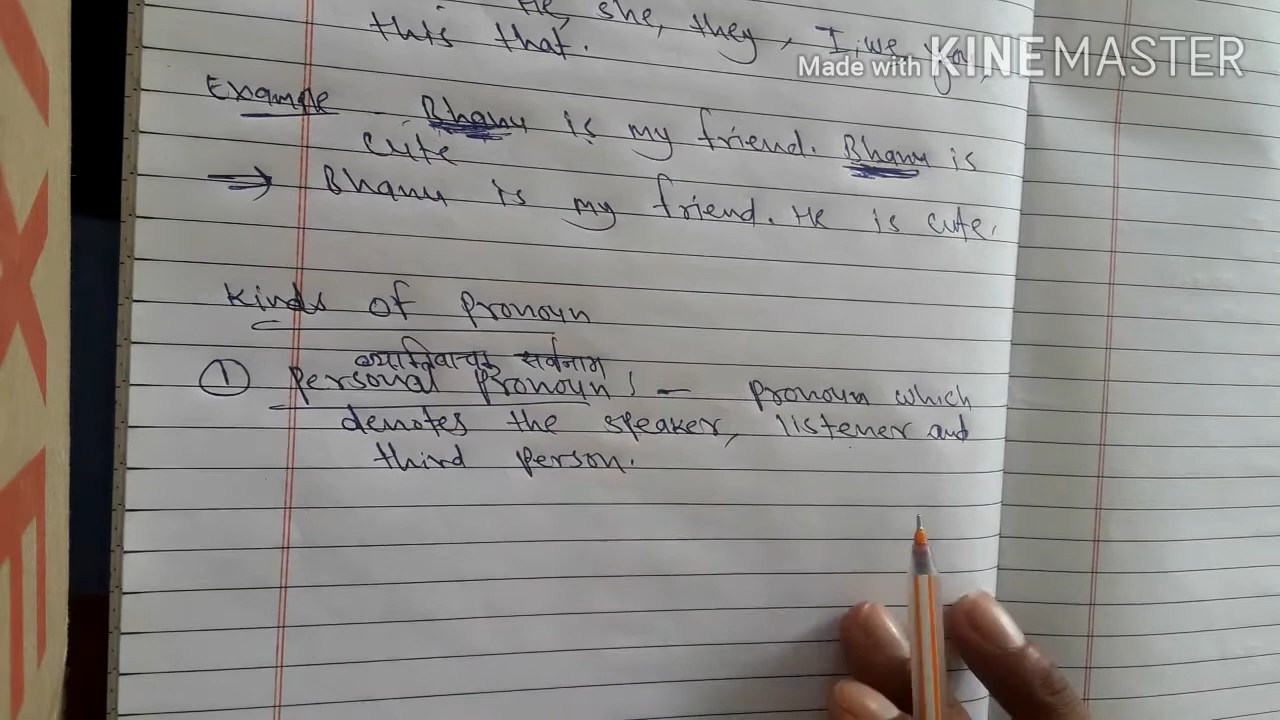 He, she, they, I, we, you,
this that.
Made with KINEMASTER
Example Bhanu is my friend. Bhanu is
cute
→ Bhanu is my friend. He is cute.
Kinds of pronoun
व्यक्तिवाचक सर्वनाम
① Personal pronoun :- pronoun which
denotes the speaker, listener and
third person.